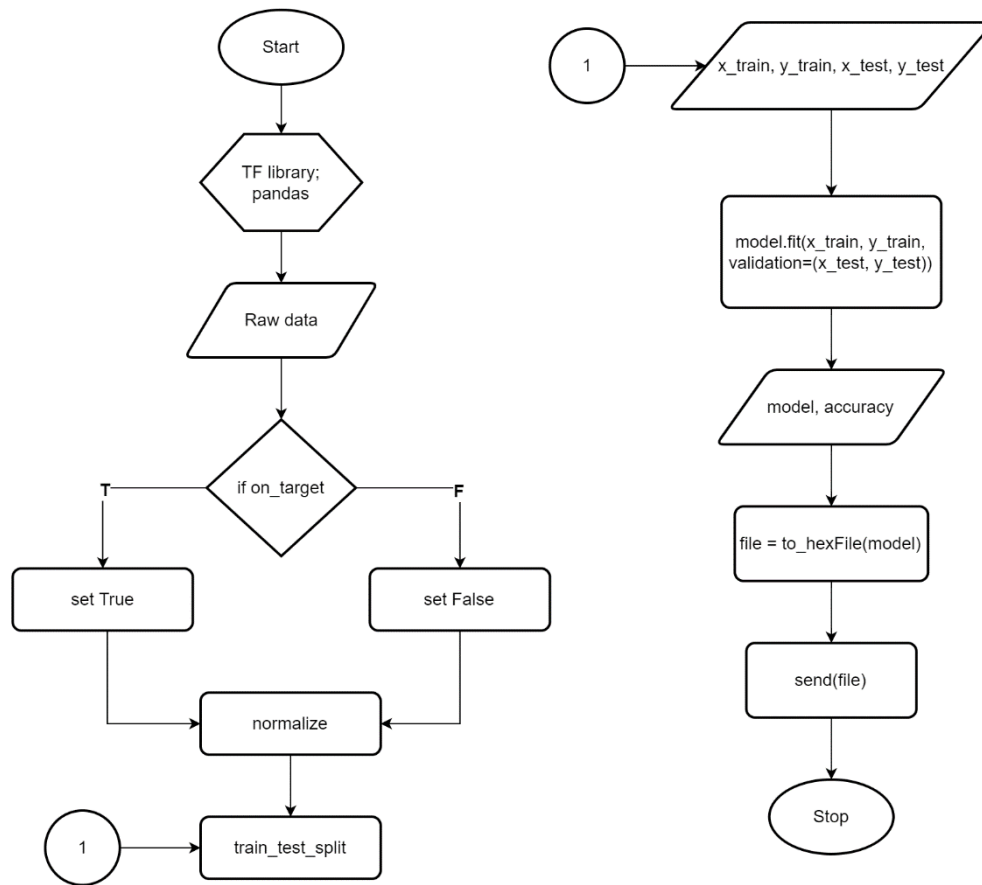 Start
TF library;
pandas
Raw data
if on_target
T
F
set True
set False
normalize
1
train_test_split
1
x_train, y_train, x_test, y_test
model.fit(x_train, y_train,
validation=(x_test, y_test))
model, accuracy
file = to_hexFile(model)
send(file)
Stop